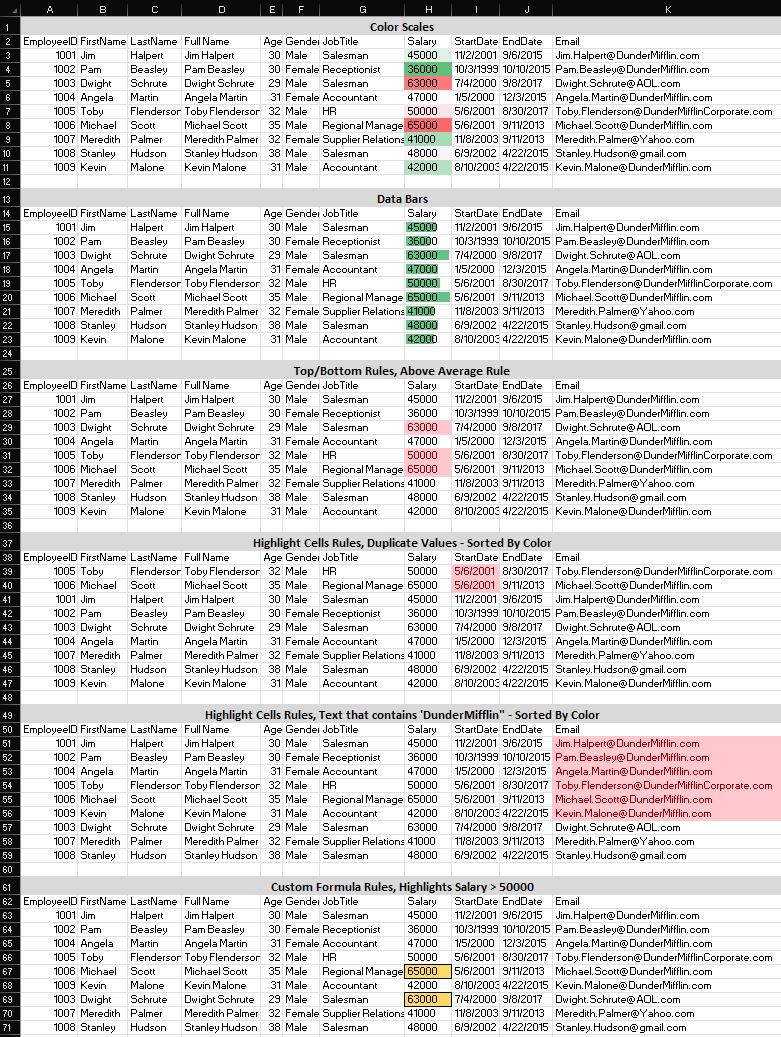 A B C D E F G H I J K
1 Color Scales
2 EmployeeID FirstName LastName Full Name Age Gender JobTitle Salary StartDate EndDate Email
3 1001 Jim Halpert Jim Halpert 30 Male Salesman 45000 11/2/2001 9/6/2015 Jim.Halpert@DunderMifflin.com
4 1002 Pam Beasley Pam Beasley 30 Female Receptionist 36000 10/3/1999 10/10/2015 Pam.Beasley@DunderMifflin.com
5 1003 Dwight Schrute Dwight Schrute 29 Male Salesman 63000 7/4/2000 9/8/2017 Dwight.Schrute@AOL.com
6 1004 Angela Martin Angela Martin 31 Female Accountant 47000 1/5/2000 12/3/2015 Angela.Martin@DunderMifflin.com
7 1005 Toby Flenderson Toby Flenderson 32 Male HR 50000 5/6/2001 8/30/2017 Toby.Flenderson@DunderMifflinCorporate.com
8 1006 Michael Scott Michael Scott 35 Male Regional Manage 65000 5/6/2001 9/11/2013 Michael.Scott@DunderMifflin.com
9 1007 Meredith Palmer Meredith Palmer 32 Female Supplier Relations 41000 11/8/2003 9/11/2013 Meredith.Palmer@Yahoo.com
10 1008 Stanley Hudson Stanley Hudson 38 Male Salesman 48000 6/9/2002 4/22/2015 Stanley.Hudson@gmail.com
11 1009 Kevin Malone Kevin Malone 31 Male Accountant 42000 8/10/2003 4/22/2015 Kevin.Malone@DunderMifflin.com
12
13 Data Bars
14 EmployeeID FirstName LastName Full Name Age Gender JobTitle Salary StartDate EndDate Email
15 1001 Jim Halpert Jim Halpert 30 Male Salesman 45000 11/2/2001 9/6/2015 Jim.Halpert@DunderMifflin.com
16 1002 Pam Beasley Pam Beasley 30 Female Receptionist 36000 10/3/1999 10/10/2015 Pam.Beasley@DunderMifflin.com
17 1003 Dwight Schrute Dwight Schrute 29 Male Salesman 63000 7/4/2000 9/8/2017 Dwight.Schrute@AOL.com
18 1004 Angela Martin Angela Martin 31 Female Accountant 47000 1/5/2000 12/3/2015 Angela.Martin@DunderMifflin.com
19 1005 Toby Flenderson Toby Flenderson 32 Male HR 50000 5/6/2001 8/30/2017 Toby.Flenderson@DunderMifflinCorporate.com
20 1006 Michael Scott Michael Scott 35 Male Regional Manage 65000 5/6/2001 9/11/2013 Michael.Scott@DunderMifflin.com
21 1007 Meredith Palmer Meredith Palmer 32 Female Supplier Relations 41000 11/8/2003 9/11/2013 Meredith.Palmer@Yahoo.com
22 1008 Stanley Hudson Stanley Hudson 38 Male Salesman 48000 6/9/2002 4/22/2015 Stanley.Hudson@gmail.com
23 1009 Kevin Malone Kevin Malone 31 Male Accountant 42000 8/10/2003 4/22/2015 Kevin.Malone@DunderMifflin.com
24
25 Top/Bottom Rules, Above Average Rule
26 EmployeeID FirstName LastName Full Name Age Gender JobTitle Salary StartDate EndDate Email
27 1001 Jim Halpert Jim Halpert 30 Male Salesman 45000 11/2/2001 9/6/2015 Jim.Halpert@DunderMifflin.com
28 1002 Pam Beasley Pam Beasley 30 Female Receptionist 36000 10/3/1999 10/10/2015 Pam.Beasley@DunderMifflin.com
29 1003 Dwight Schrute Dwight Schrute 29 Male Salesman 63000 7/4/2000 9/8/2017 Dwight.Schrute@AOL.com
30 1004 Angela Martin Angela Martin 31 Female Accountant 47000 1/5/2000 12/3/2015 Angela.Martin@DunderMifflin.com
31 1005 Toby Flenderson Toby Flenderson 32 Male HR 50000 5/6/2001 8/30/2017 Toby.Flenderson@DunderMifflinCorporate.com
32 1006 Michael Scott Michael Scott 35 Male Regional Manage 65000 5/6/2001 9/11/2013 Michael.Scott@DunderMifflin.com
33 1007 Meredith Palmer Meredith Palmer 32 Female Supplier Relations 41000 11/8/2003 9/11/2013 Meredith.Palmer@Yahoo.com
34 1008 Stanley Hudson Stanley Hudson 38 Male Salesman 48000 6/9/2002 4/22/2015 Stanley.Hudson@gmail.com
35 1009 Kevin Malone Kevin Malone 31 Male Accountant 42000 8/10/2003 4/22/2015 Kevin.Malone@DunderMifflin.com
36
37 Highlight Cells Rules, Duplicate Values - Sorted By Color
38 EmployeeID FirstName LastName Full Name Age Gender JobTitle Salary StartDate EndDate Email
39 1005 Toby Flenderson Toby Flenderson 32 Male HR 50000 5/6/2001 8/30/2017 Toby.Flenderson@DunderMifflinCorporate.com
40 1006 Michael Scott Michael Scott 35 Male Regional Manage 65000 5/6/2001 9/11/2013 Michael.Scott@DunderMifflin.com
41 1001 Jim Halpert Jim Halpert 30 Male Salesman 45000 11/2/2001 9/6/2015 Jim.Halpert@DunderMifflin.com
42 1002 Pam Beasley Pam Beasley 30 Female Receptionist 36000 10/3/1999 10/10/2015 Pam.Beasley@DunderMifflin.com
43 1003 Dwight Schrute Dwight Schrute 29 Male Salesman 63000 7/4/2000 9/8/2017 Dwight.Schrute@AOL.com
44 1004 Angela Martin Angela Martin 31 Female Accountant 47000 1/5/2000 12/3/2015 Angela.Martin@DunderMifflin.com
45 1007 Meredith Palmer Meredith Palmer 32 Female Supplier Relations 41000 11/8/2003 9/11/2013 Meredith.Palmer@Yahoo.com
46 1008 Stanley Hudson Stanley Hudson 38 Male Salesman 48000 6/9/2002 4/22/2015 Stanley.Hudson@gmail.com
47 1009 Kevin Malone Kevin Malone 31 Male Accountant 42000 8/10/2003 4/22/2015 Kevin.Malone@DunderMifflin.com
48
49 Highlight Cells Rules, Text that contains 'DunderMifflin" - Sorted By Color
50 EmployeeID FirstName LastName Full Name Age Gender JobTitle Salary StartDate EndDate Email
51 1001 Jim Halpert Jim Halpert 30 Male Salesman 45000 11/2/2001 9/6/2015 Jim.Halpert@DunderMifflin.com
52 1002 Pam Beasley Pam Beasley 30 Female Receptionist 36000 10/3/1999 10/10/2015 Pam.Beasley@DunderMifflin.com
53 1004 Angela Martin Angela Martin 31 Female Accountant 47000 1/5/2000 12/3/2015 Angela.Martin@DunderMifflin.com
54 1005 Toby Flenderson Toby Flenderson 32 Male HR 50000 5/6/2001 8/30/2017 Toby.Flenderson@DunderMifflinCorporate.com
55 1006 Michael Scott Michael Scott 35 Male Regional Manage 65000 5/6/2001 9/11/2013 Michael.Scott@DunderMifflin.com
56 1009 Kevin Malone Kevin Malone 31 Male Accountant 42000 8/10/2003 4/22/2015 Kevin.Malone@DunderMifflin.com
57 1003 Dwight Schrute Dwight Schrute 29 Male Salesman 63000 7/4/2000 9/8/2017 Dwight.Schrute@AOL.com
58 1007 Meredith Palmer Meredith Palmer 32 Female Supplier Relations 41000 11/8/2003 9/11/2013 Meredith.Palmer@Yahoo.com
59 1008 Stanley Hudson Stanley Hudson 38 Male Salesman 48000 6/9/2002 4/22/2015 Stanley.Hudson@gmail.com
60
61 Custom Formula Rules, Highlights Salary > 50000
62 EmployeeID FirstName LastName Full Name Age Gender JobTitle Salary StartDate EndDate Email
63 1001 Jim Halpert Jim Halpert 30 Male Salesman 45000 11/2/2001 9/6/2015 Jim.Halpert@DunderMifflin.com
64 1002 Pam Beasley Pam Beasley 30 Female Receptionist 36000 10/3/1999 10/10/2015 Pam.Beasley@DunderMifflin.com
65 1004 Angela Martin Angela Martin 31 Female Accountant 47000 1/5/2000 12/3/2015 Angela.Martin@DunderMifflin.com
66 1005 Toby Flenderson Toby Flenderson 32 Male HR 50000 5/6/2001 8/30/2017 Toby.Flenderson@DunderMifflinCorporate.com
67 1006 Michael Scott Michael Scott 35 Male Regional Manage 65000 5/6/2001 9/11/2013 Michael.Scott@DunderMifflin.com
68 1009 Kevin Malone Kevin Malone 31 Male Accountant 42000 8/10/2003 4/22/2015 Kevin.Malone@DunderMifflin.com
69 1003 Dwight Schrute Dwight Schrute 29 Male Salesman 63000 7/4/2000 9/8/2017 Dwight.Schrute@AOL.com
70 1007 Meredith Palmer Meredith Palmer 32 Female Supplier Relations 41000 11/8/2003 9/11/2013 Meredith.Palmer@Yahoo.com
71 1008 Stanley Hudson Stanley Hudson 38 Male Salesman 48000 6/9/2002 4/22/2015 Stanley.Hudson@gmail.com